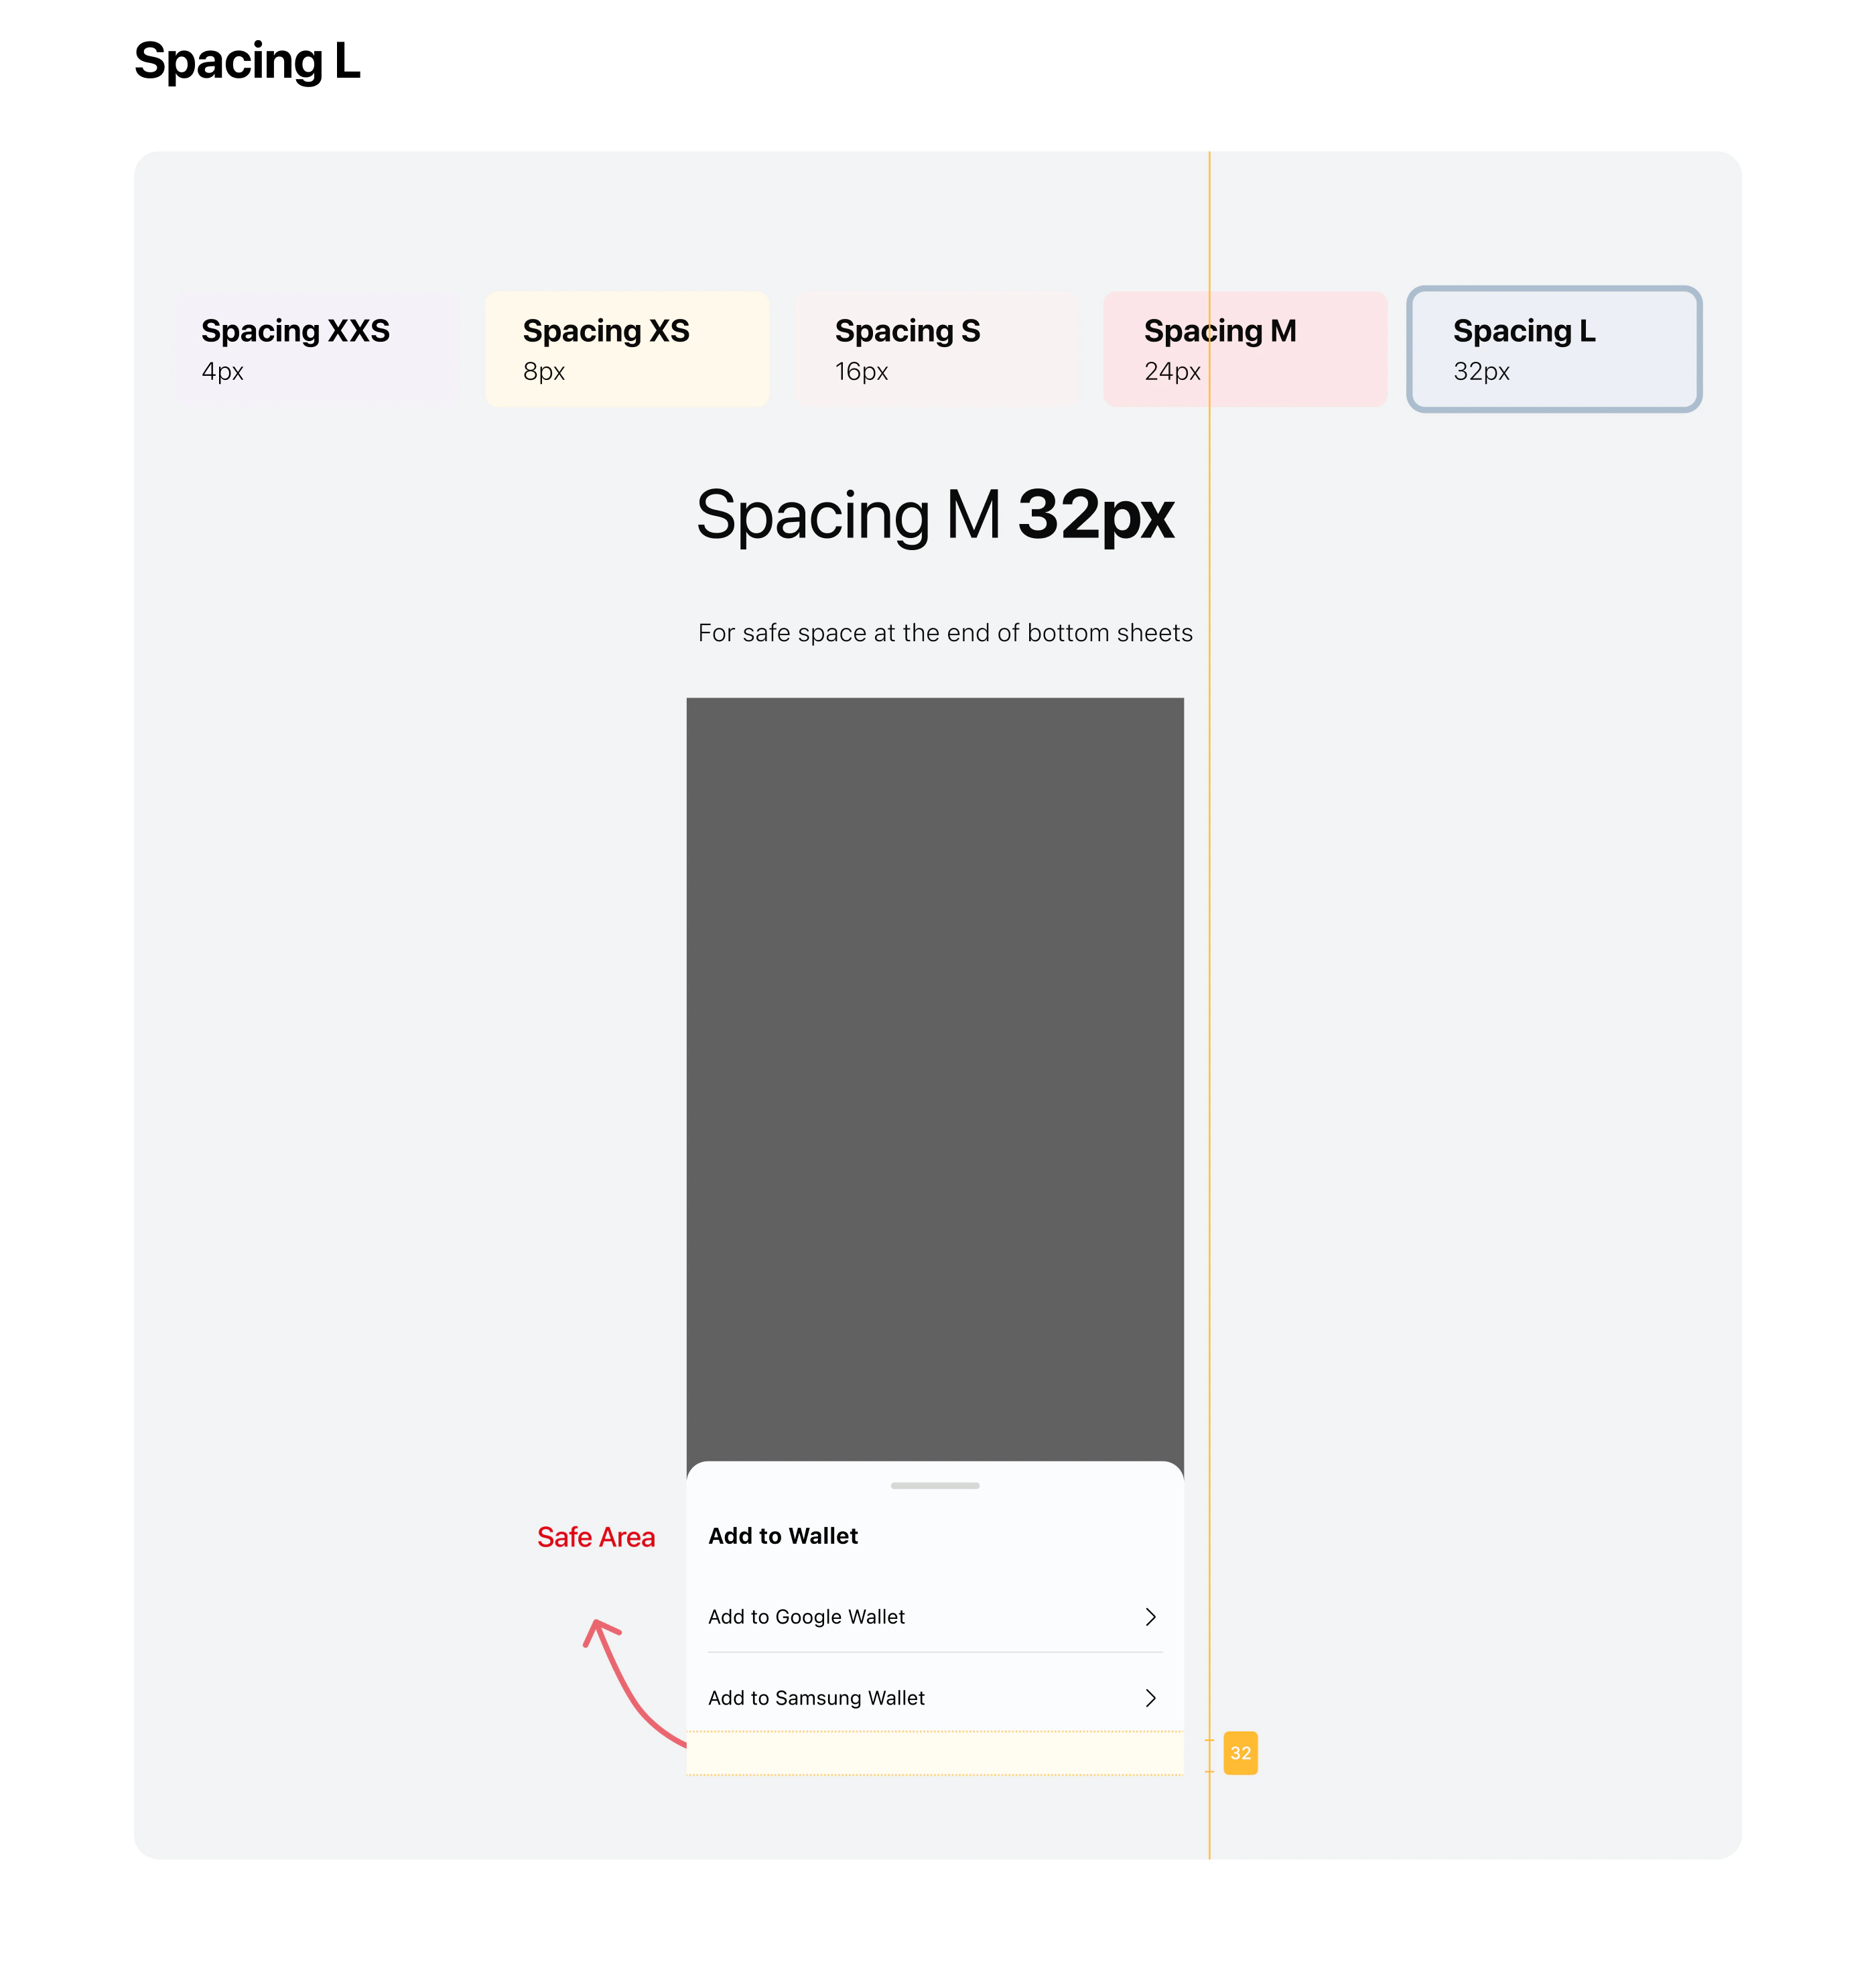 Spacing L
Spacing XXS
4px
Spacing XS
8px
Spacing S
16px
Spacing M
24px
Spacing L
32px
Spacing M 32px
For safe space at the end of bottom sheets
Safe Area
Add to Wallet
Add to Google Wallet
Add to Samsung Wallet
32